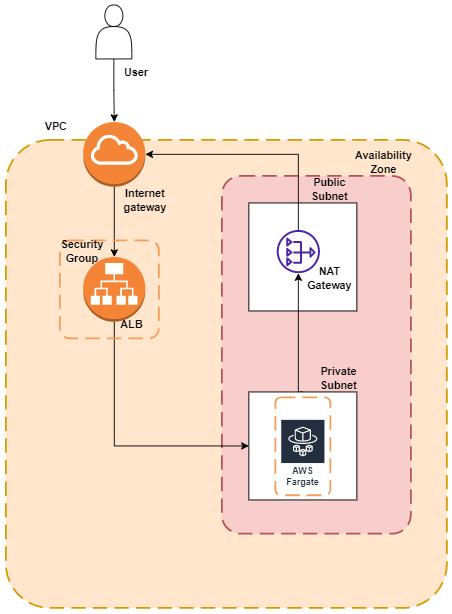 User
VPC
Internet
gateway
Availability
Zone
Public
Subnet
Security
Group
NAT
Gateway
ALB
Private
Subnet
AWS
Fargate